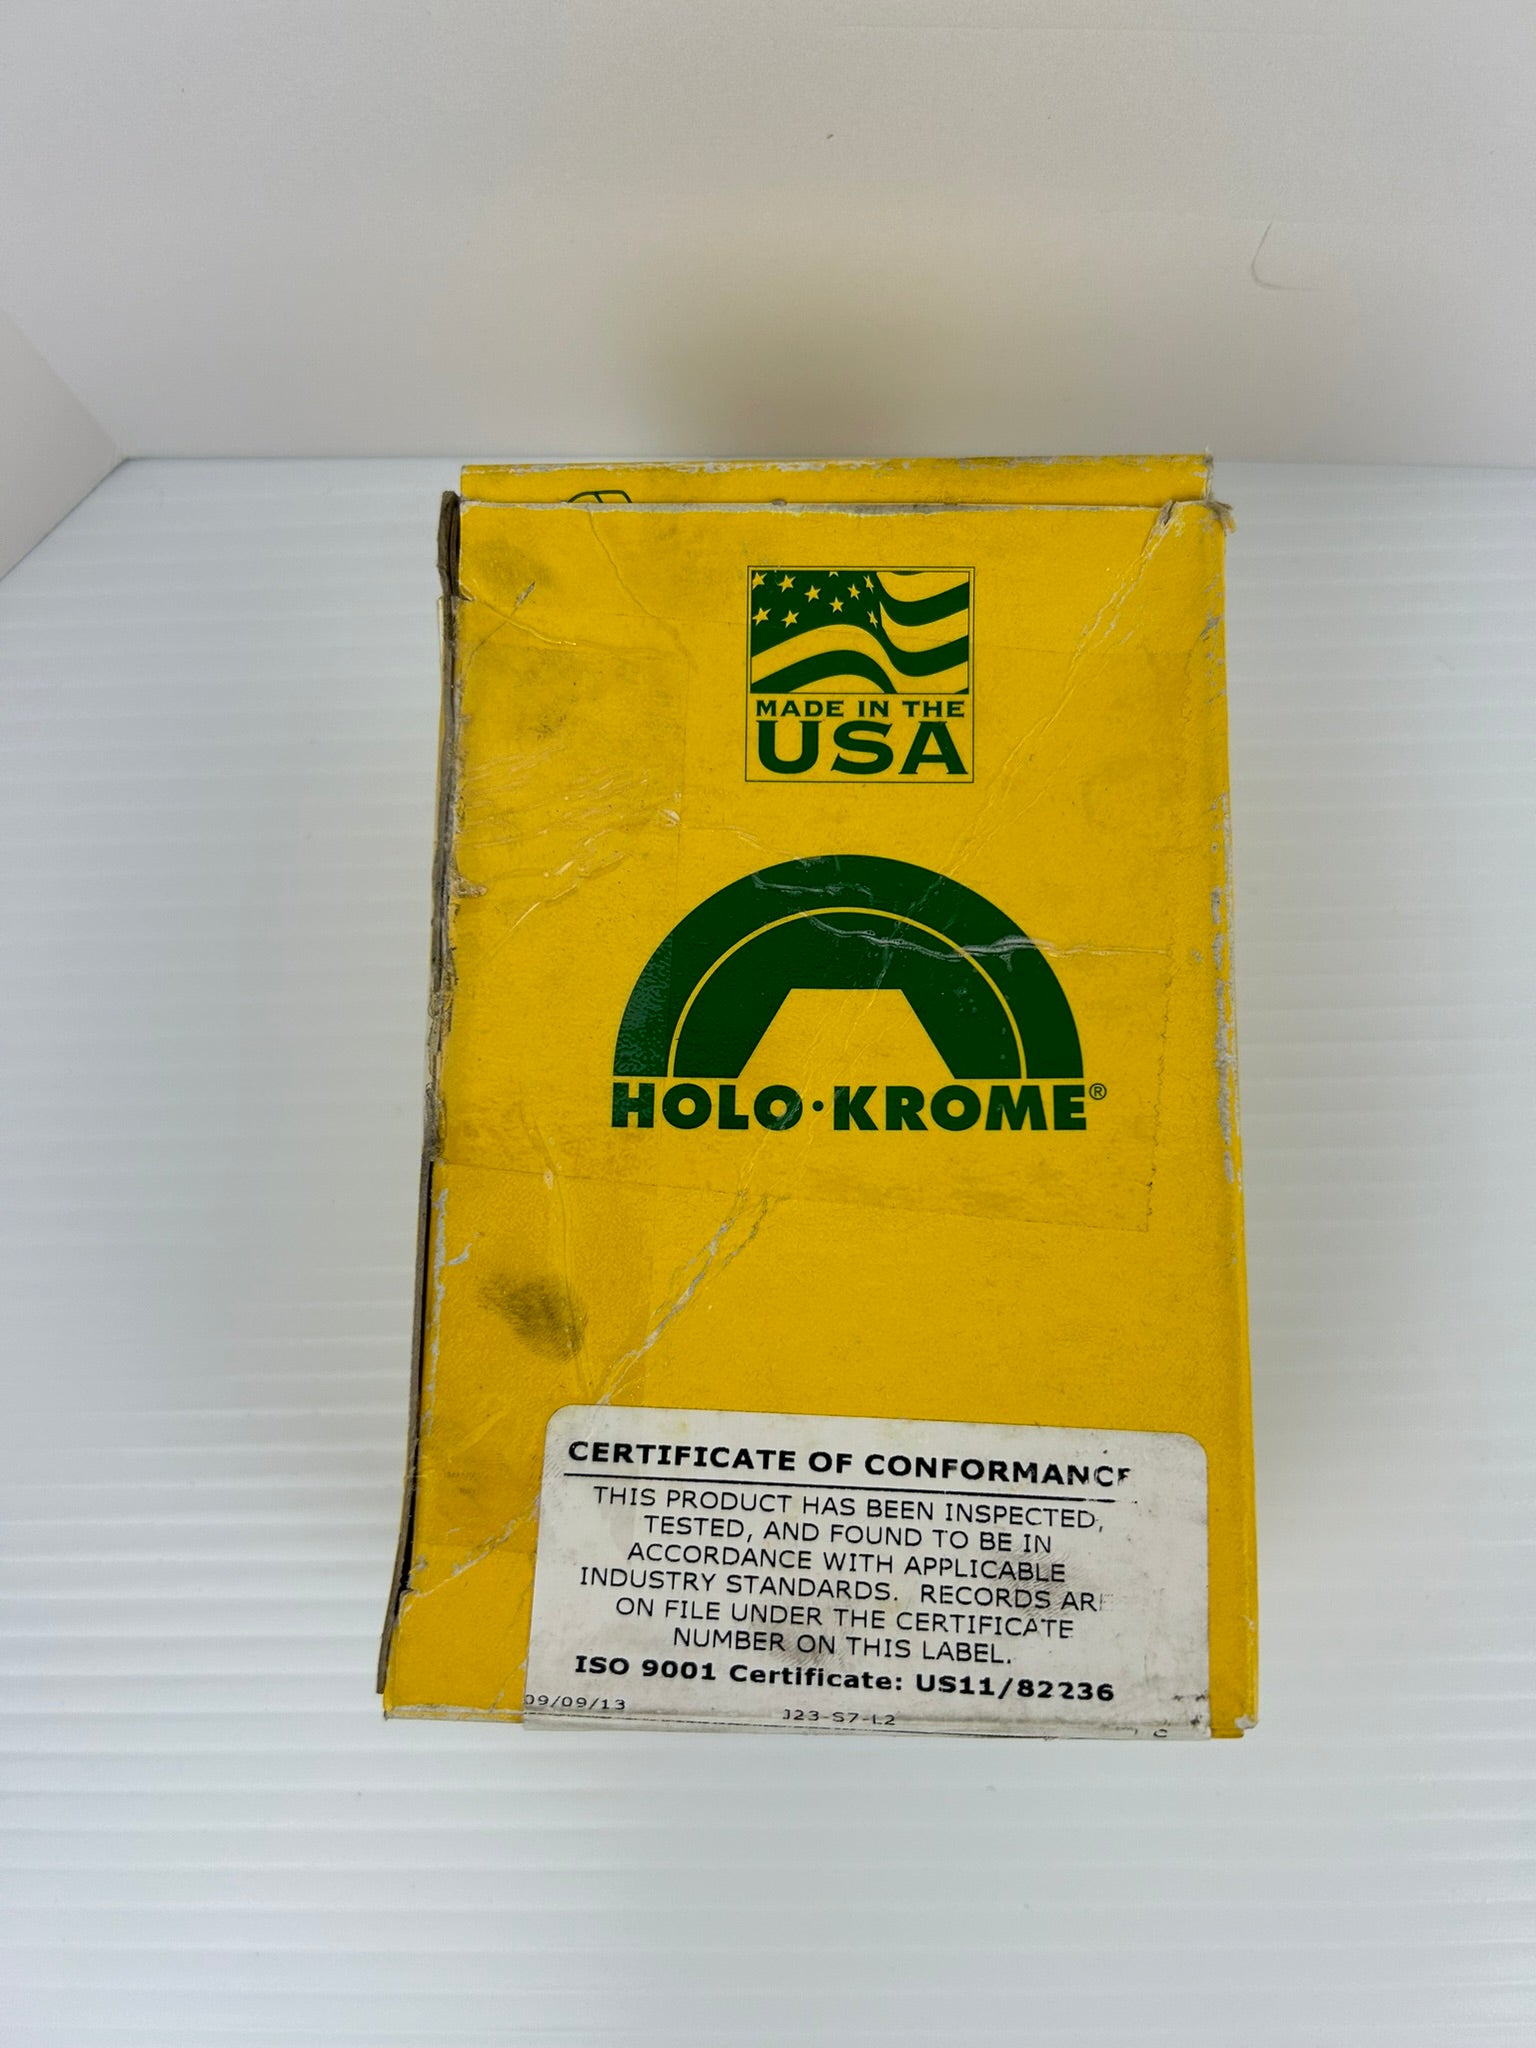 MADE IN THE
USA
HOLO·KROME®
CERTIFICATE OF CONFORMANCE
THIS PRODUCT HAS BEEN INSPECTED,
TESTED, AND FOUND TO BE IN
ACCORDANCE WITH APPLICABLE
INDUSTRY STANDARDS. RECORDS ARE
ON FILE UNDER THE CERTIFICATE
NUMBER ON THIS LABEL.
ISO 9001 Certificate: US11/82236
09/09/13 J23-S7-L2